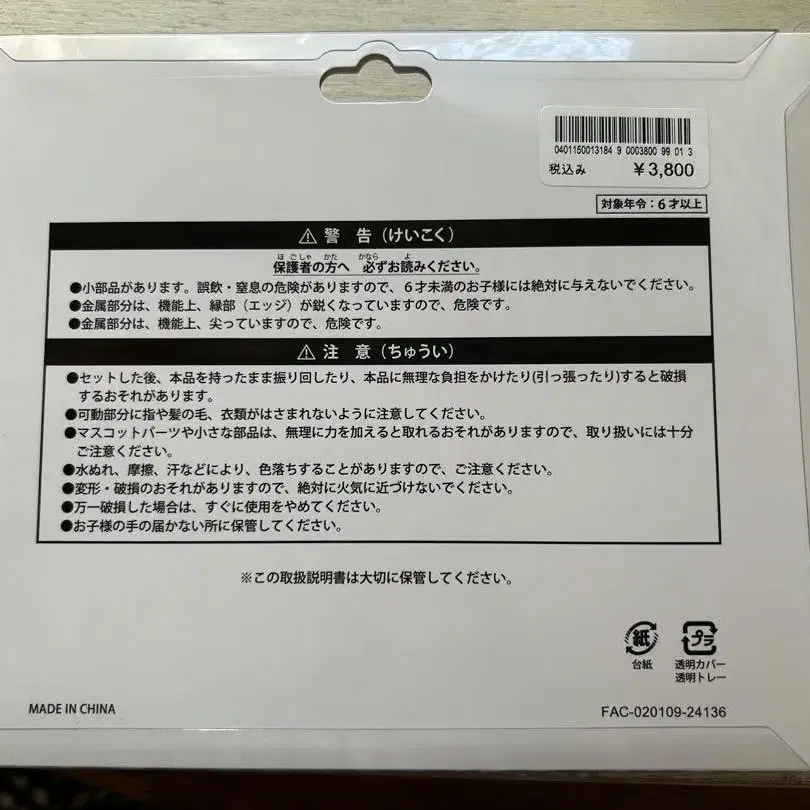 0401150013184 9 0003800 99 01 3
税込み ¥3,800
対象年令：6才以上
⚠ 警 告（けいこく）
ほごしゃ かた かなら よ
保護者の方へ 必ずお読みください。
●小部品があります。誤飲・窒息の危険がありますので、6才未満のお子様には絶対に与えないでください。
●金属部分は、機能上、縁部（エッジ）が鋭くなっていますので、危険です。
●金属部分は、機能上、尖っていますので、危険です。
⚠ 注 意（ちゅうい）
●セットした後、本品を持ったまま振り回したり、本品に無理な負担をかけたり(引っ張ったり)すると破損
するおそれがあります。
●可動部分に指や髪の毛、衣類がはさまれないように注意してください。
●マスコットパーツや小さな部品は、無理に力を加えると取れるおそれがありますので、取り扱いには十分
ご注意ください。
●水ぬれ、摩擦、汗などにより、色落ちすることがありますので、ご注意ください。
●変形・破損のおそれがありますので、絶対に火気に近づけないでください。
●万一破損した場合は、すぐに使用をやめてください。
●お子様の手の届かない所に保管してください。
※この取扱説明書は大切に保管してください。
紙 プラ
台紙 透明カバー
透明トレー
MADE IN CHINA
FAC-020109-24136